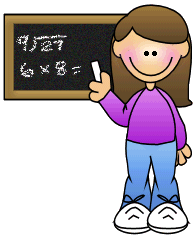 9)27
6 × 8 =